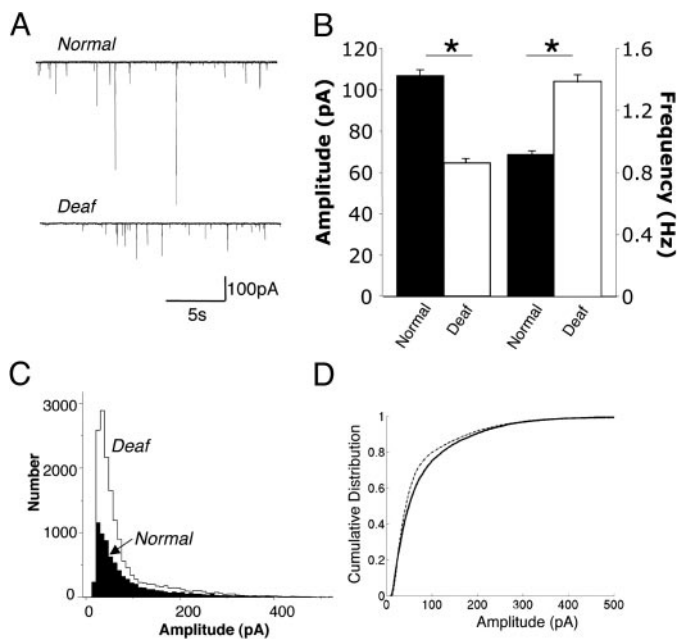 A
Normal
Deaf
100pA
5s
B
* *
120
100
80
60
40
20
0
Amplitude (pA)
1.6
1.2
0.8
0.4
0
Frequency (Hz)
Normal
Deaf
Normal
Deaf
C
3000
2000
1000
0
Number
Deaf
Normal
0 200 400
Amplitude (pA)
D
1
0.8
0.6
0.4
0.2
0
Cumulative Distribution
0 100 200 300 400 500
Amplitude (pA)